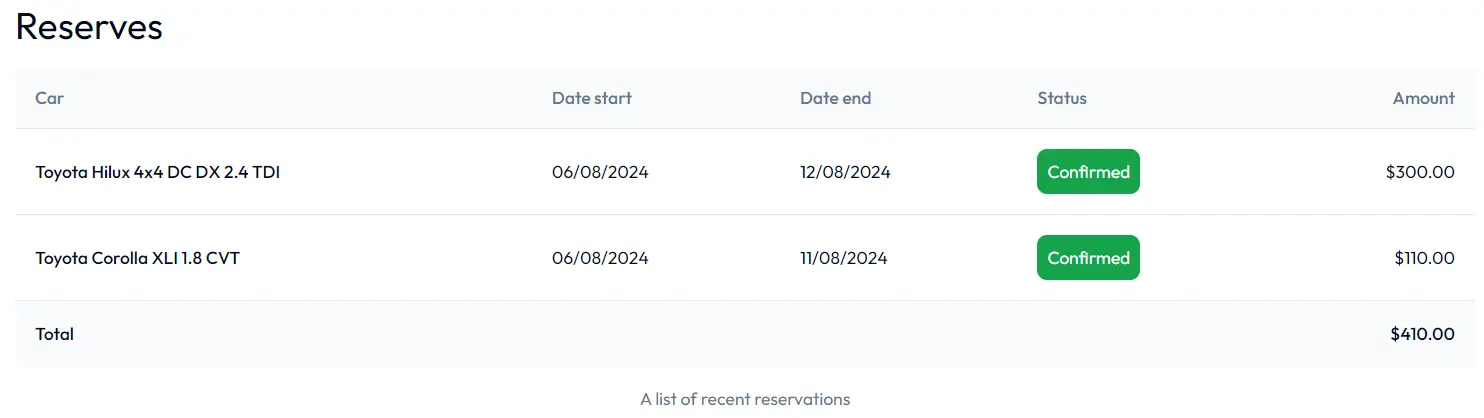 Reserves
Car Date start Date end Status Amount
Toyota Hilux 4x4 DC DX 2.4 TDI 06/08/2024 12/08/2024 Confirmed $300.00
Toyota Corolla XLI 1.8 CVT 06/08/2024 11/08/2024 Confirmed $110.00
Total $410.00
A list of recent reservations